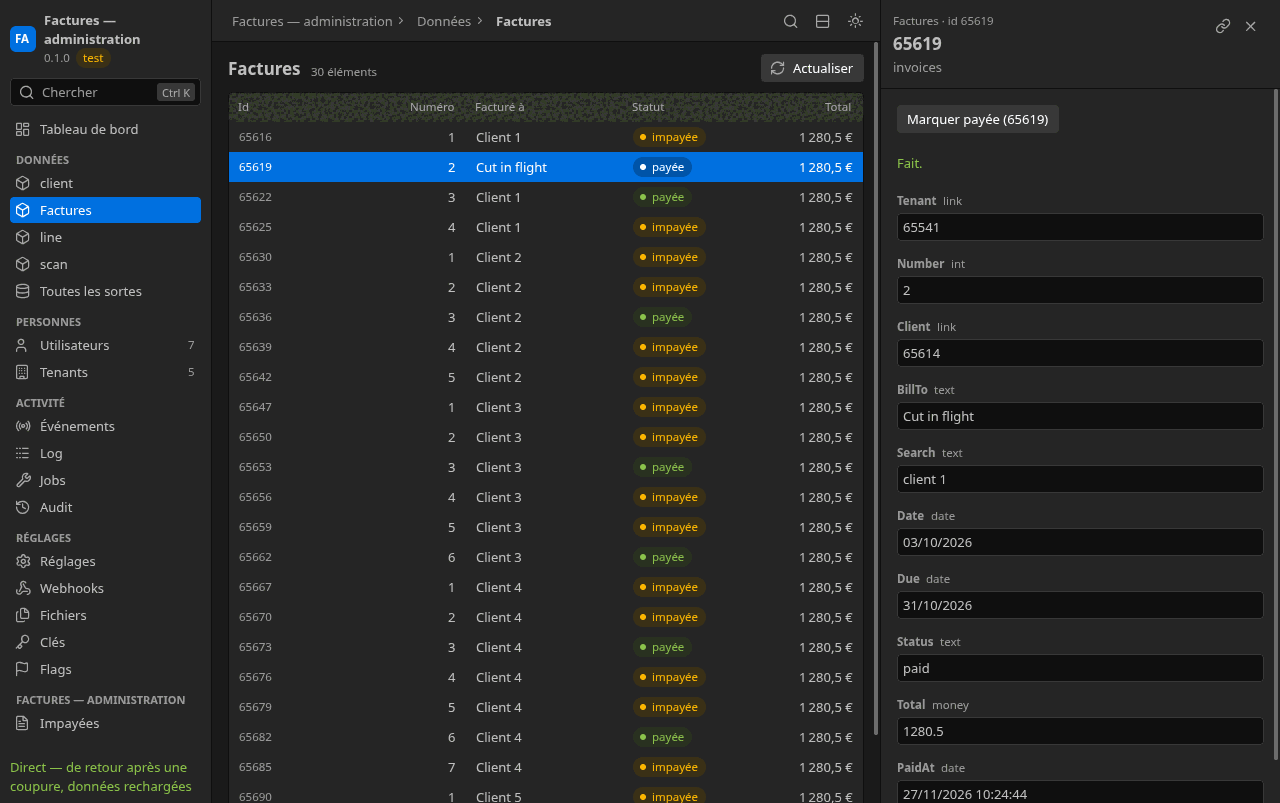 Factures —
administration
FA
0.1.0 test
Chercher Ctrl K
Tableau de bord
DONNÉES
client
Factures
line
scan
Toutes les sortes
PERSONNES
Utilisateurs 7
Tenants 5
ACTIVITÉ
Événements
Log
Jobs
Audit
RÉGLAGES
Réglages
Webhooks
Fichiers
Clés
Flags
FACTURES — ADMINISTRATION
Impayées
Direct — de retour après une
coupure, données rechargées
Factures — administration > Données > Factures
Factures 30 éléments Actualiser
Id Numéro Facturé à Statut Total
65616 1 Client 1 impayée 1 280,5 €
65619 2 Cut in flight payée 1 280,5 €
65622 3 Client 1 payée 1 280,5 €
65625 4 Client 1 impayée 1 280,5 €
65630 1 Client 2 impayée 1 280,5 €
65633 2 Client 2 impayée 1 280,5 €
65636 3 Client 2 payée 1 280,5 €
65639 4 Client 2 impayée 1 280,5 €
65642 5 Client 2 impayée 1 280,5 €
65647 1 Client 3 impayée 1 280,5 €
65650 2 Client 3 impayée 1 280,5 €
65653 3 Client 3 payée 1 280,5 €
65656 4 Client 3 impayée 1 280,5 €
65659 5 Client 3 impayée 1 280,5 €
65662 6 Client 3 payée 1 280,5 €
65667 1 Client 4 impayée 1 280,5 €
65670 2 Client 4 impayée 1 280,5 €
65673 3 Client 4 payée 1 280,5 €
65676 4 Client 4 impayée 1 280,5 €
65679 5 Client 4 impayée 1 280,5 €
65682 6 Client 4 payée 1 280,5 €
65685 7 Client 4 impayée 1 280,5 €
65690 1 Client 5 impayée 1 280,5 €
Factures · id 65619
65619
invoices
Marquer payée (65619)
Fait.
Tenant link
65541
Number int
2
Client link
65614
BillTo text
Cut in flight
Search text
client 1
Date date
03/10/2026
Due date
31/10/2026
Status text
paid
Total money
1280.5
PaidAt date
27/11/2026 10:24:44